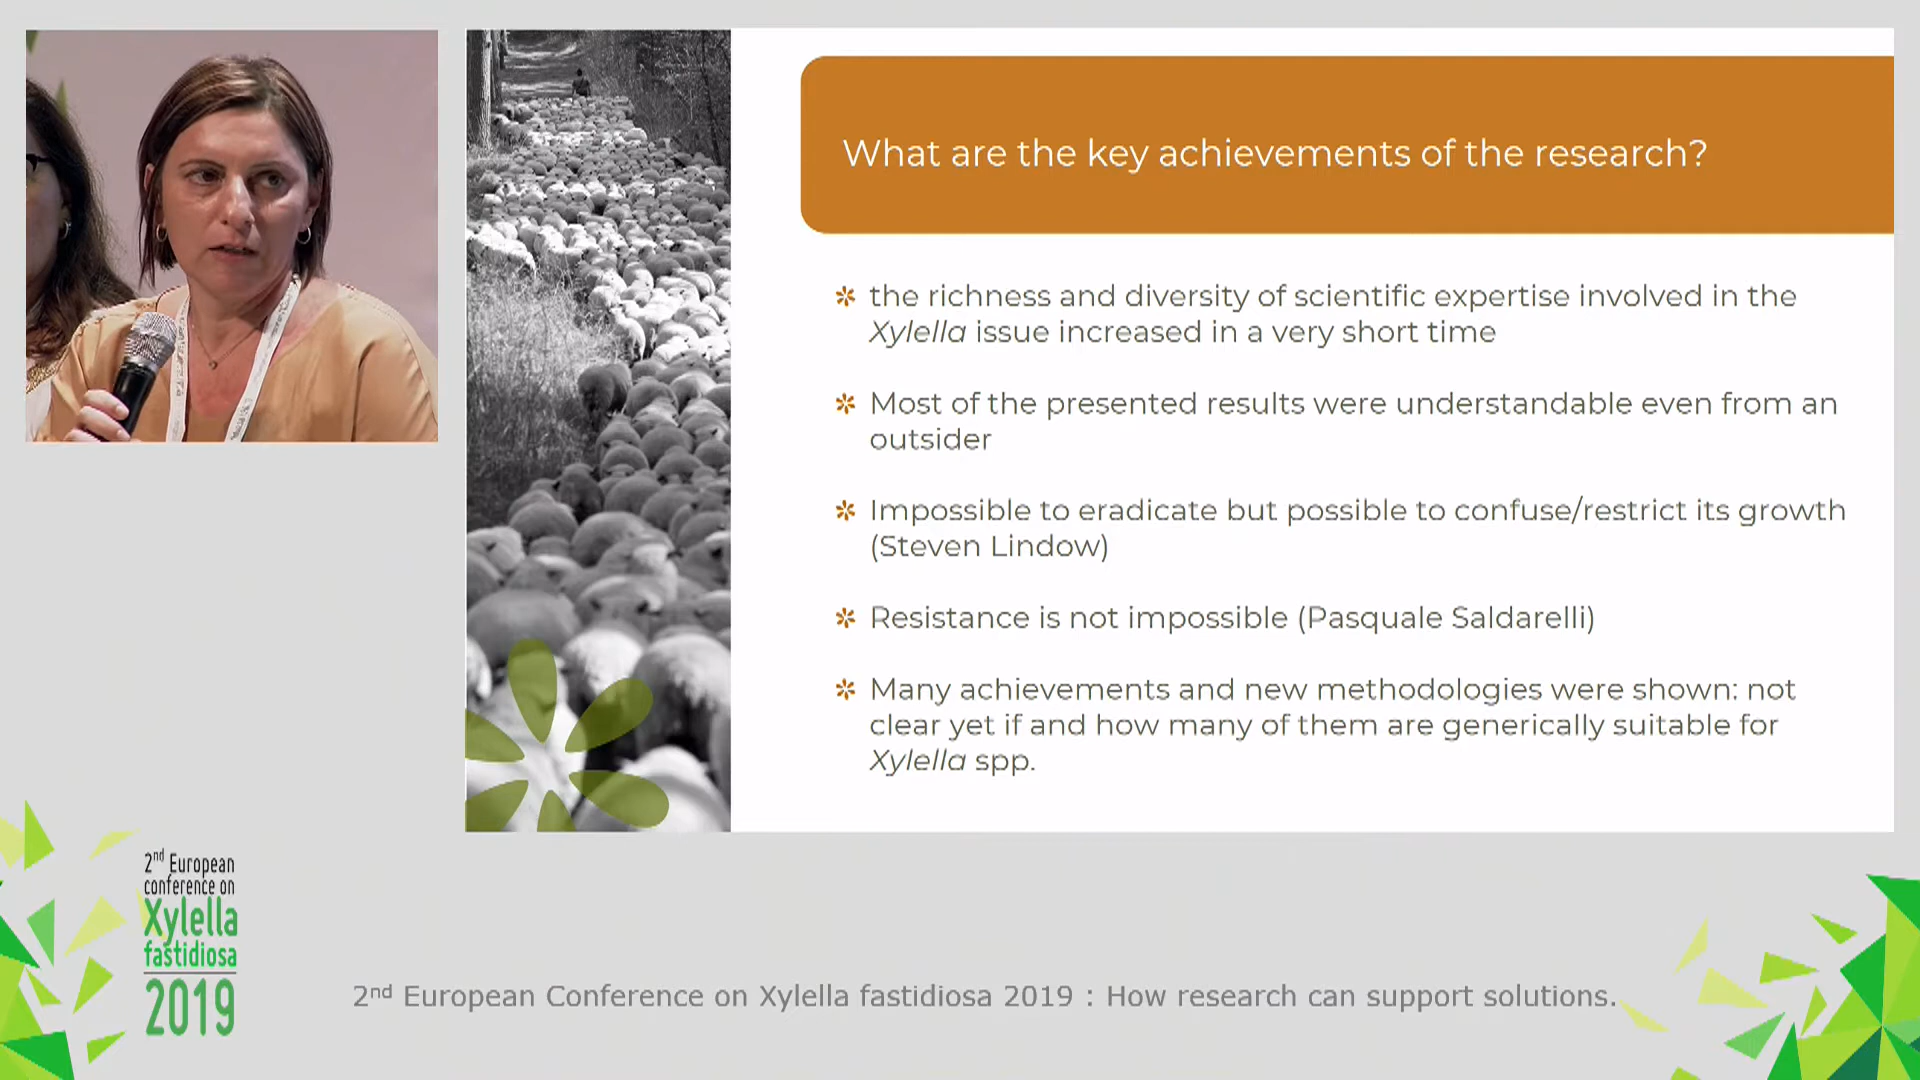 What are the key achievements of the research?
the richness and diversity of scientific expertise involved in the
Xylella issue increased in a very short time
Most of the presented results were understandable even from an
outsider
Impossible to eradicate but possible to confuse/restrict its growth
(Steven Lindow)
Resistance is not impossible (Pasquale Saldarelli)
Many achievements and new methodologies were shown: not
clear yet if and how many of them are generically suitable for
Xylella spp.
2nd European
conference on
Xylella
fastidiosa
2019
2nd European Conference on Xylella fastidiosa 2019 : How research can support solutions.